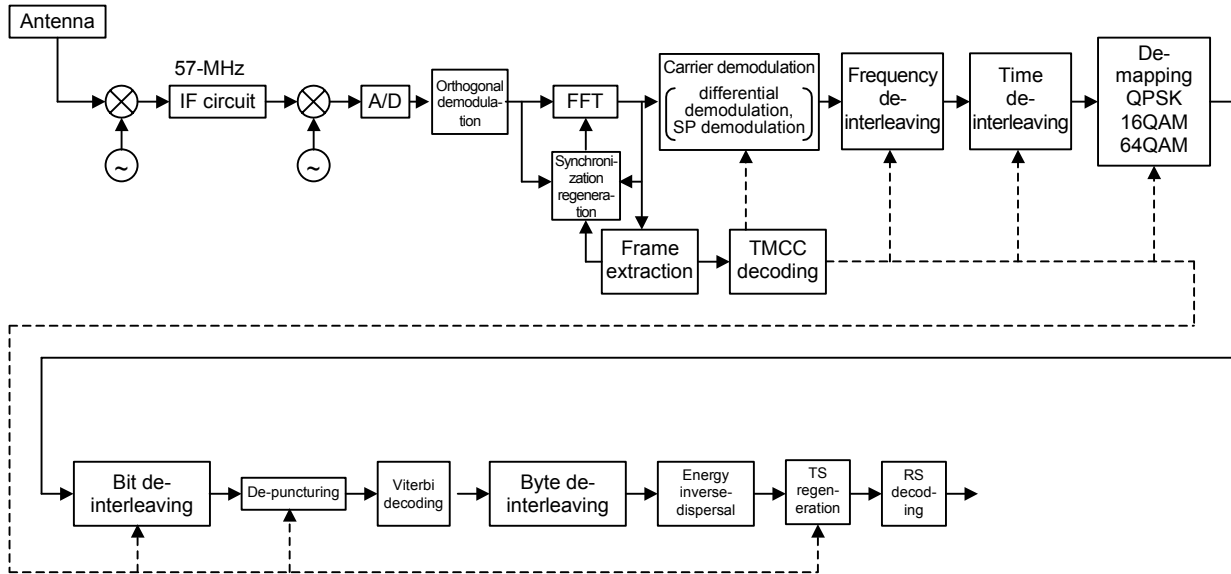 Antenna
57-MHz
IF circuit
~
~
A/D
Orthogonal
demodula-
tion
FFT
Synchroni-
zation
regenera-
tion
Carrier demodulation
differential
demodulation,
SP demodulation
Frequency
de-
interleaving
Time
de-
interleaving
De-
mapping
QPSK
16QAM
64QAM
Frame
extraction
TMCC
decoding
Bit de-
interleaving
De-puncturing
Viterbi
decoding
Byte de-
interleaving
Energy
inverse-
dispersal
TS
regen-
eration
RS
decod-
ing